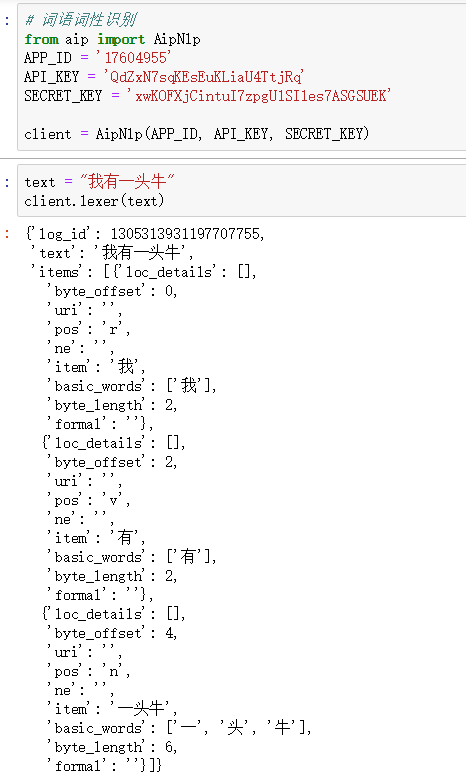 : # 词语词性识别
from aip import AipNlp
APP_ID = '17604955'
API_KEY = 'QdZxN7sqKEsEuKLiaU4TtjRq'
SECRET_KEY =
client = AipNlp(APP_ID, API_KEY, SECRET_KEY)
: text = "我有一头牛"
client.lexer(text)
: {'log_id': 1305313931197707755,
'text': '我有一头牛',
'items': [{'loc_details': [],
'byte_offset': 0,
'uri': '',
'pos': 'r',
'ne': '',
'item': '我',
'basic_words': ['我'],
'byte_length': 2,
'formal': ''},
{'loc_details': [],
'byte_offset': 2,
'uri': '',
'pos': 'v',
'ne': '',
'item': '有',
'basic_words': ['有'],
'byte_length': 2,
'formal': ''},
{'loc_details': [],
'byte_offset': 4,
'uri': '',
'pos': 'n',
'ne': '',
'item': '一头牛',
'basic_words': ['一', '头', '牛'],
'byte_length': 6,
'formal': ''}]}